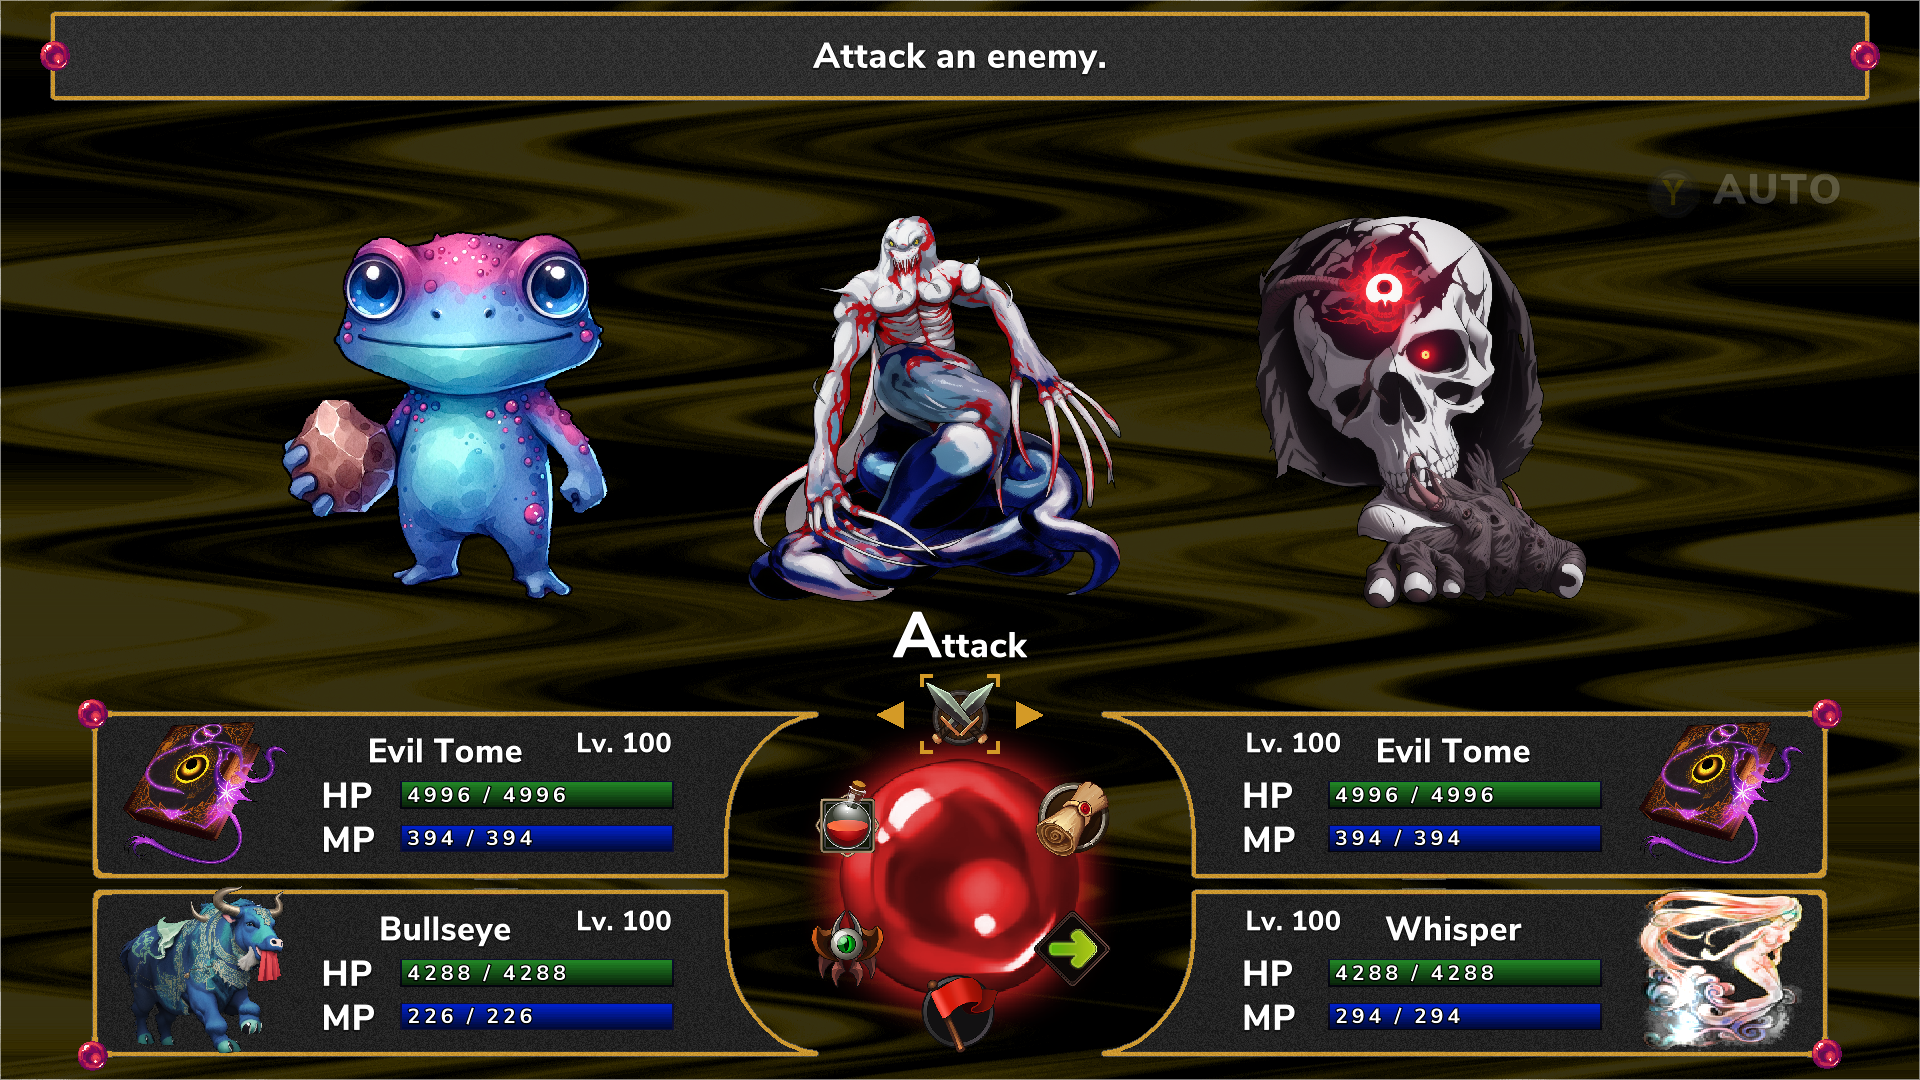 Attack an enemy.
Y AUTO
Attack
Evil Tome Lv. 100
HP 4996 / 4996
MP 394 / 394
Bullseye Lv. 100
HP 4288 / 4288
MP 226 / 226
Lv. 100 Evil Tome
HP 4996 / 4996
MP 394 / 394
Lv. 100 Whisper
HP 4288 / 4288
MP 294 / 294